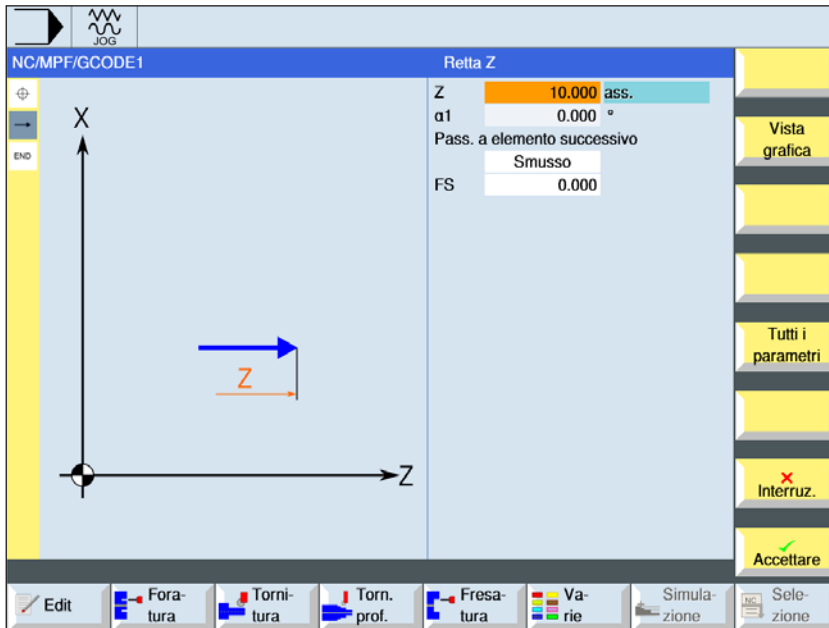 JOG
NC/MPF/GCODE1
Retta Z
END
X
Z
Z
Z 10.000 ass.
α1 0.000 °
Pass. a elemento successivo
Smusso
FS 0.000
Vista
grafica
Tutti i
parametri
Interruz.
Accettare
Edit
Fora-
tura
Torni-
tura
Torn.
prof.
Fresa-
tura
Va-
rie
Simula-
zione
NC
Sele-
zione